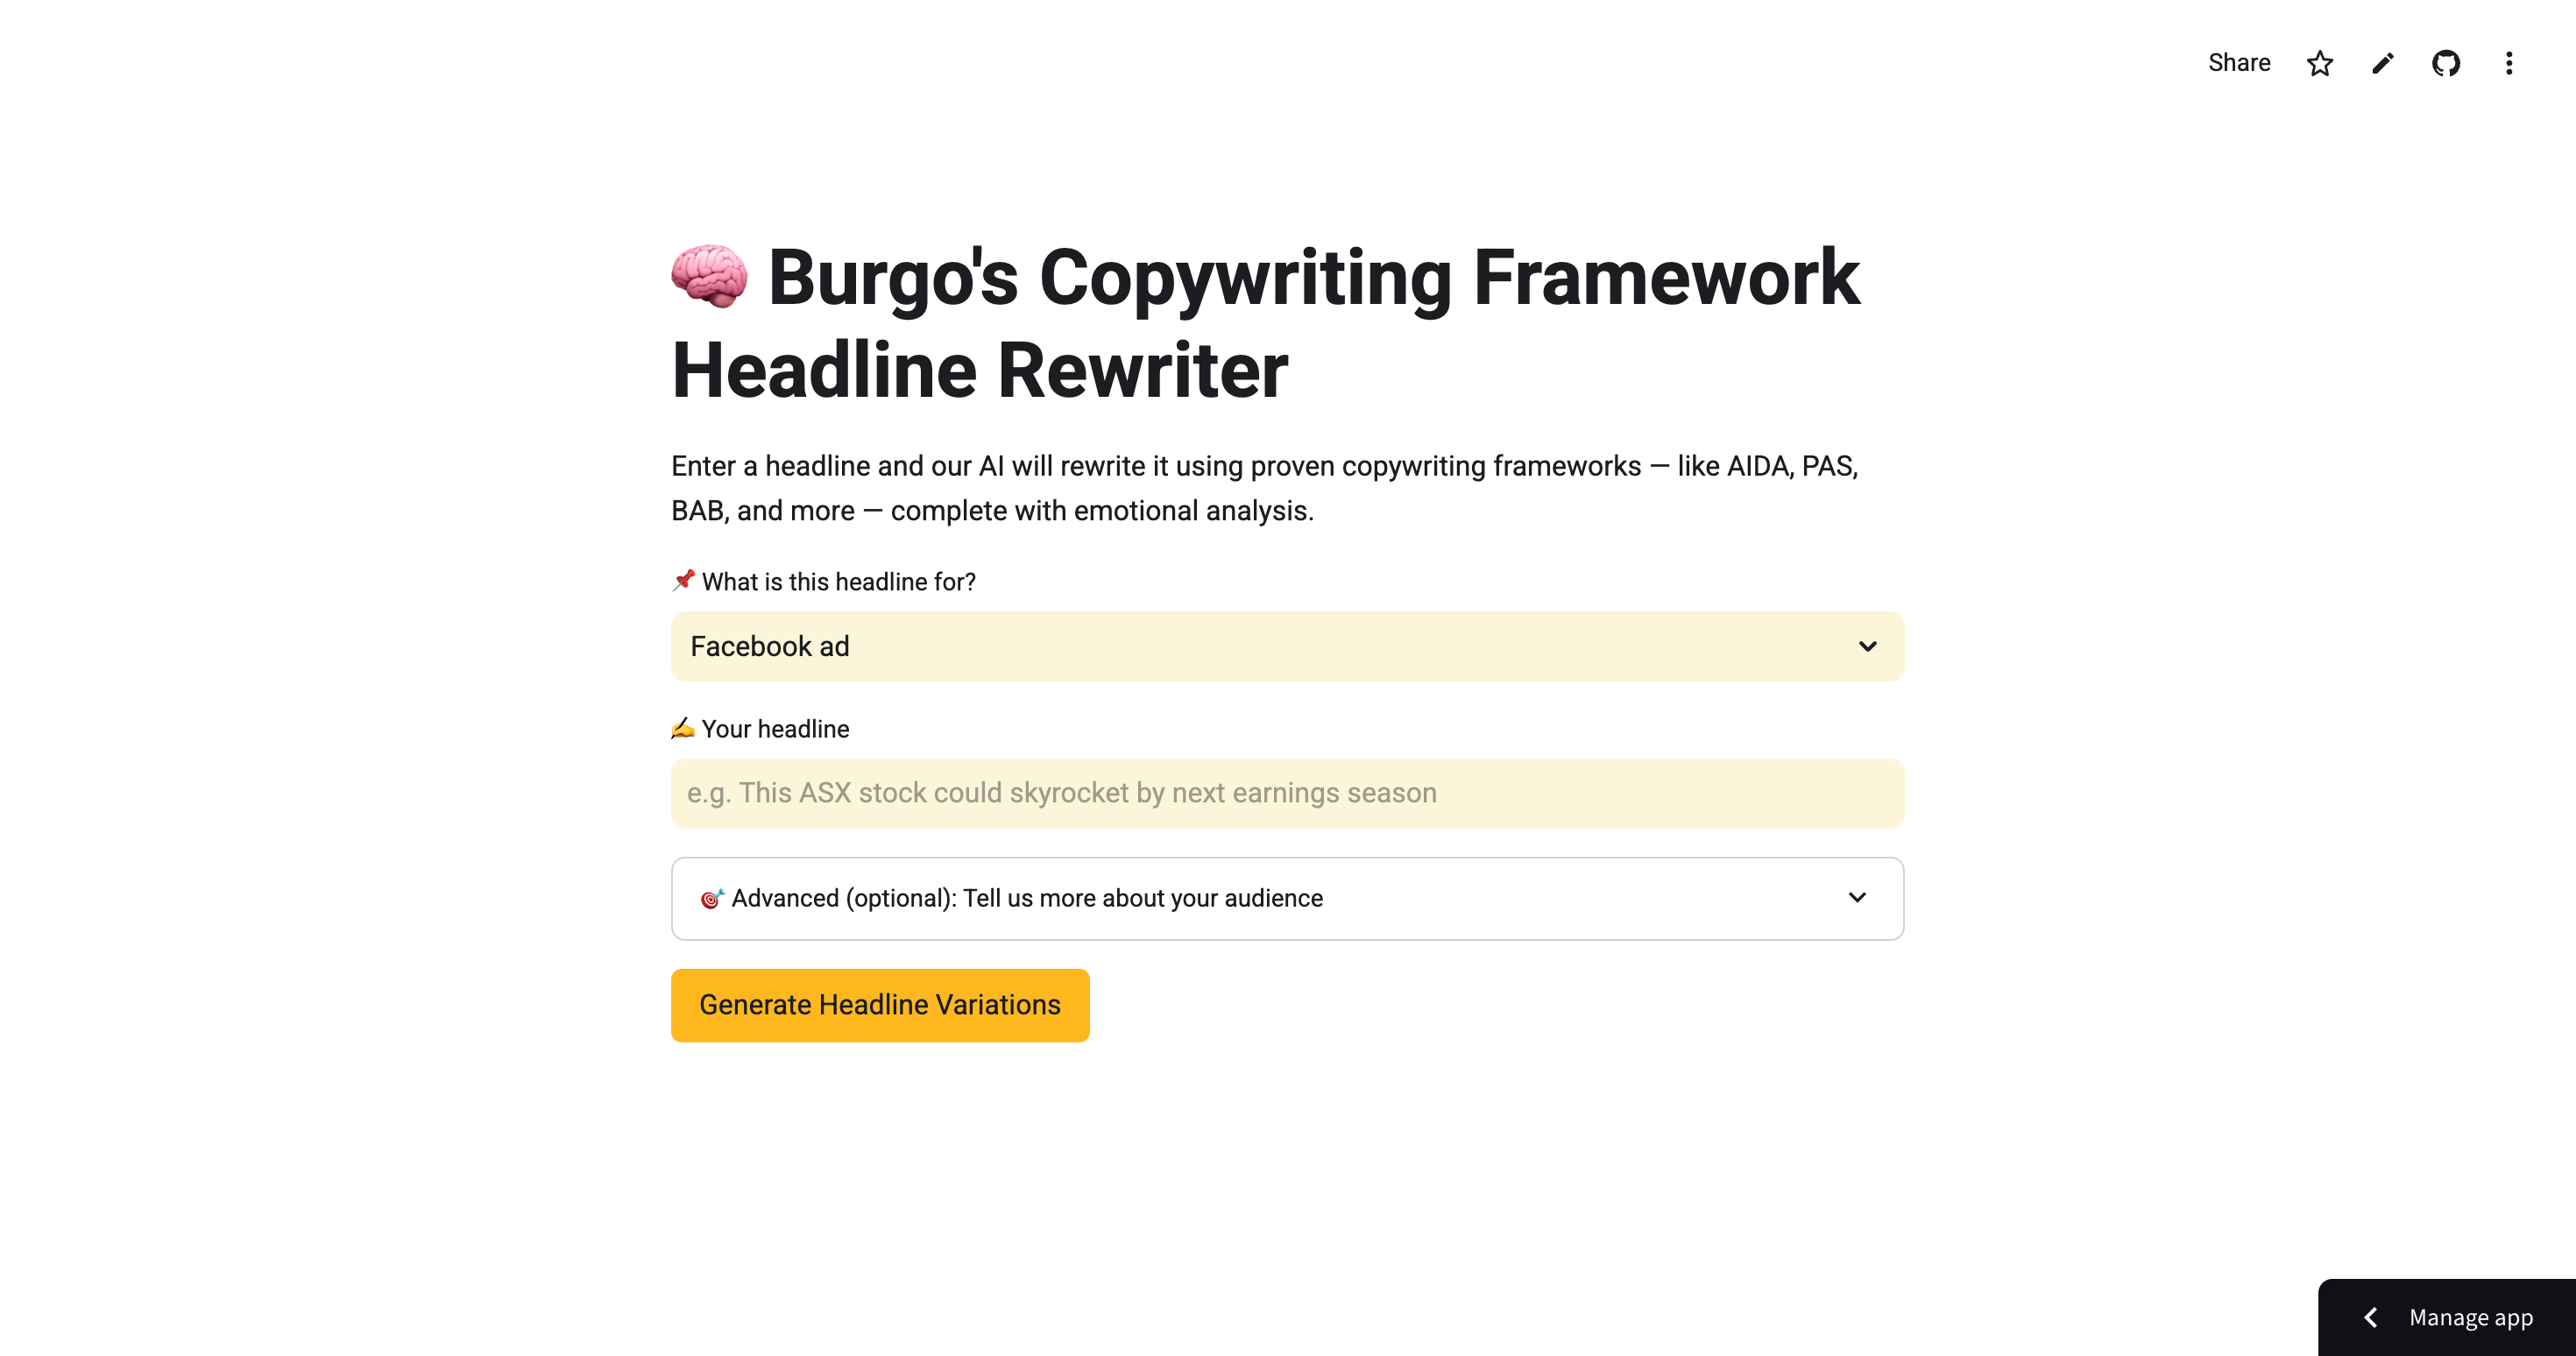 Share
🧠 Burgo's Copywriting Framework
Headline Rewriter
Enter a headline and our AI will rewrite it using proven copywriting frameworks — like AIDA, PAS,
BAB, and more — complete with emotional analysis.
📌 What is this headline for?
Facebook ad
✍️ Your headline
e.g. This ASX stock could skyrocket by next earnings season
🎯 Advanced (optional): Tell us more about your audience
Generate Headline Variations
Manage app